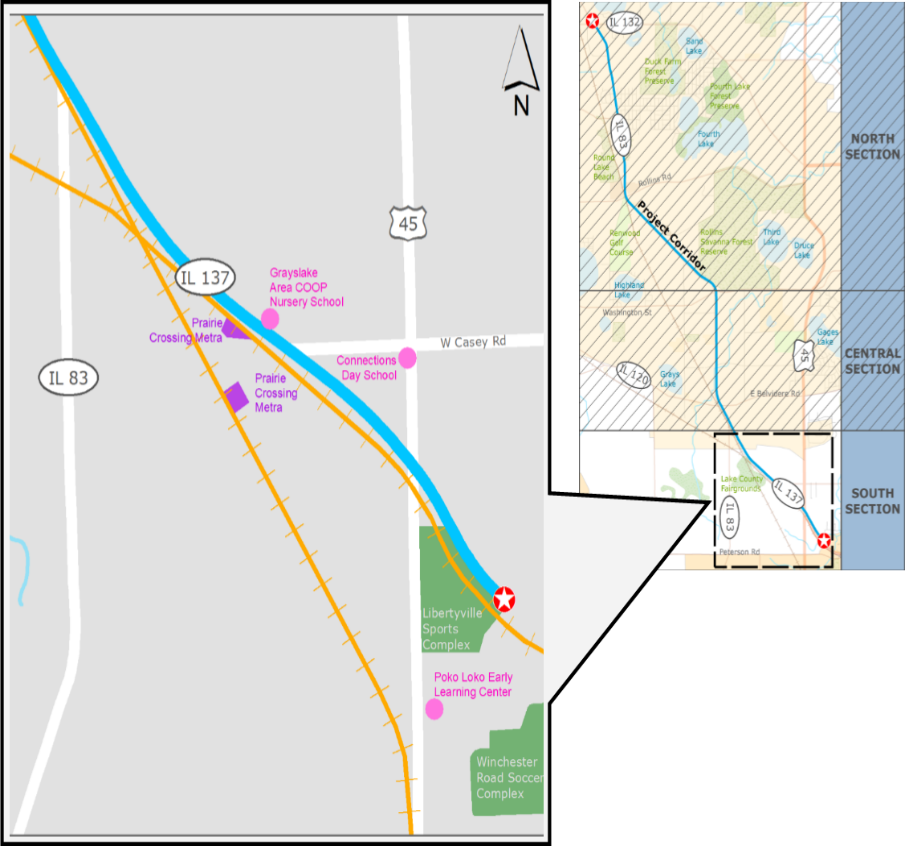 N
45
IL 137
Grayslake
Area COOP
Nursery School
Prairie
Crossing Metra
W Casey Rd
Connections
Day School
IL 83
Prairie
Crossing
Metra
Libertyville
Sports
Complex
Poko Loko Early
Learning Center
Winchester
Road Soccer
Complex
IL 132
Sand
Lake
Duck Farm
Forest
Preserve
Fourth Lake
Forest
Preserve
IL 83
Fourth
Lake
NORTH
SECTION
Round
Lake
Beach
Rollins Rd
Project Corridor
Renwood
Golf
Course
Rollins
Savanna Forest
Reserve
Third
Lake
Druce
Lake
Highland
Lake
Washington St
Gages
Lake
45
CENTRAL
SECTION
IL 120
Grays
Lake
E Belvidere Rd
Lake County
Fairgrounds
IL 137
SOUTH
SECTION
IL 83
Peterson Rd